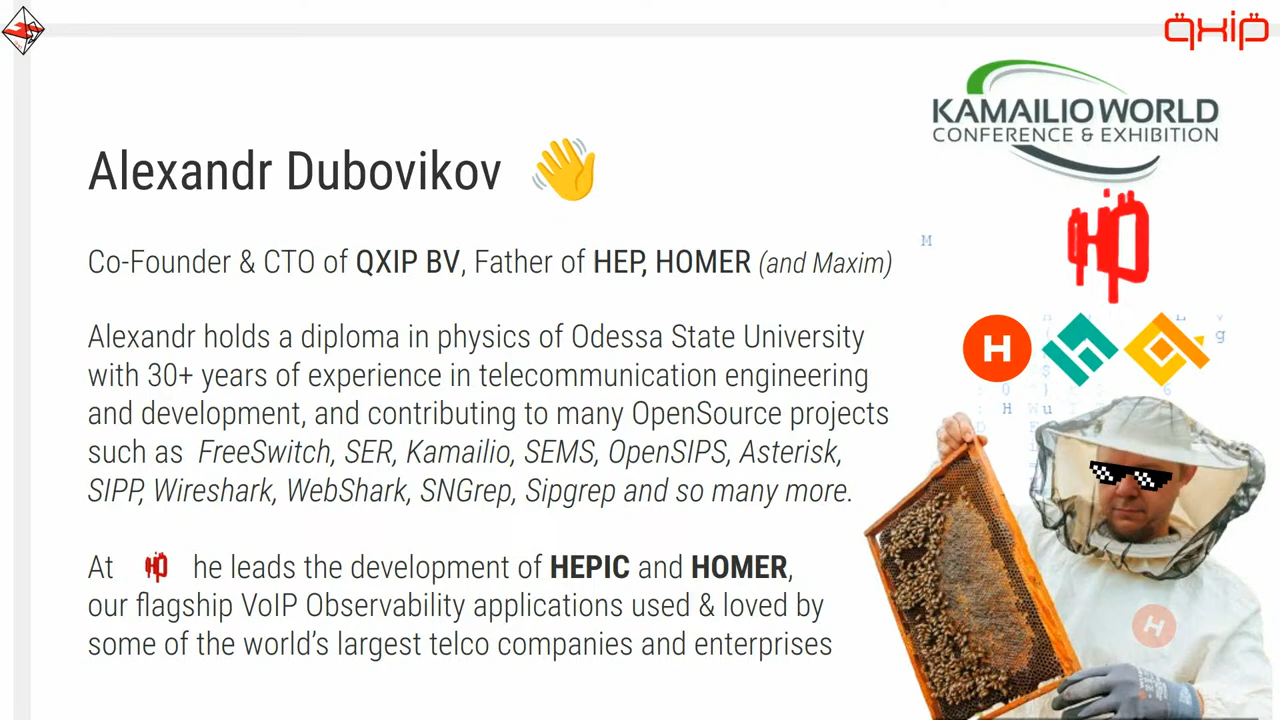 qxip
KAMAILIO WORLD
CONFERENCE & EXHIBITION
Alexandr Dubovikov
Co-Founder & CTO of QXIP BV, Father of HEP, HOMER (and Maxim)
Alexandr holds a diploma in physics of Odessa State University
with 30+ years of experience in telecommunication engineering
and development, and contributing to many OpenSource projects
such as FreeSwitch, SER, Kamailio, SEMS, OpenSIPS, Asterisk,
SIPP, Wireshark, WebShark, SNGrep, Sipgrep and so many more.
At he leads the development of HEPIC and HOMER,
our flagship VoIP Observability applications used & loved by
some of the world's largest telco companies and enterprises
M
H
H